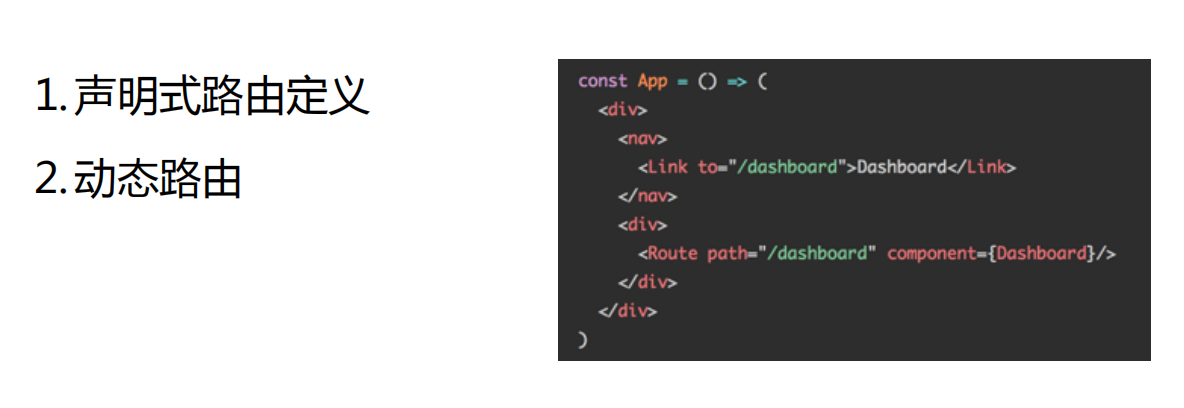 1. 声明式路由定义
2. 动态路由
const App = () => (
  <div>
    <nav>
      <Link to="/dashboard">Dashboard</Link>
    </nav>
    <div>
      <Route path="/dashboard" component={Dashboard}/>
    </div>
  </div>
)